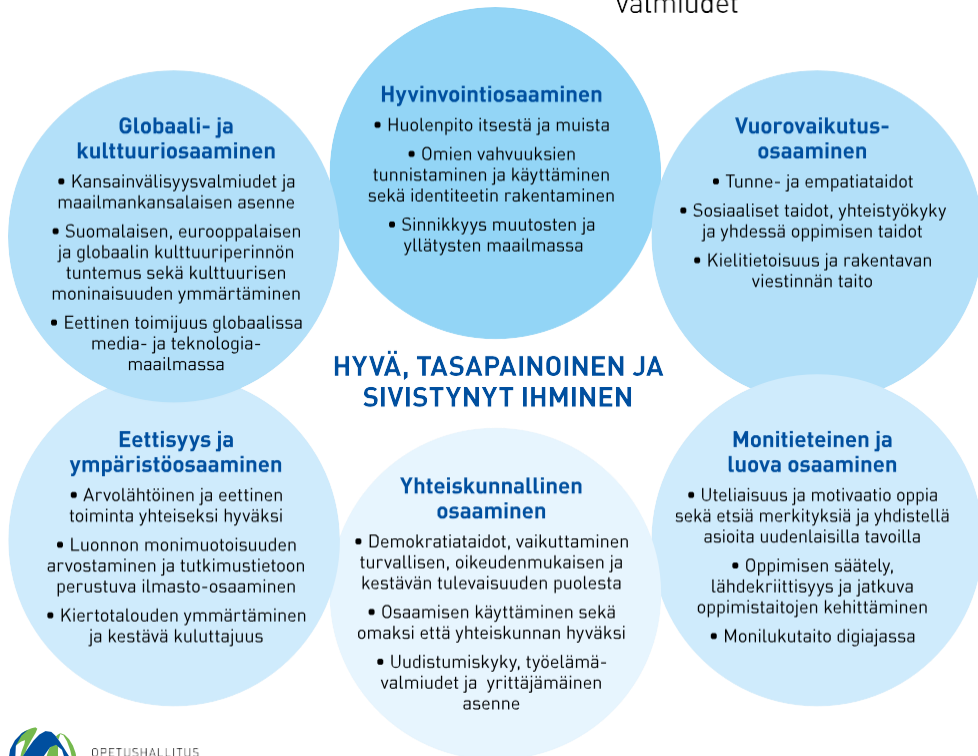 valmiudet
Hyvinvointiosaaminen
• Huolenpito itsestä ja muista
• Omien vahvuuksien
tunnistaminen ja käyttäminen
sekä identiteetin rakentaminen
• Sinnikkyys muutosten ja
yllätysten maailmassa
Globaali- ja
kulttuuriosaaminen
• Kansainvälisyysvalmiudet ja
maailmankansalaisen asenne
• Suomalaisen, eurooppalaisen
ja globaalin kulttuuriperinnön
tuntemus sekä kulttuurisen
moninaisuuden ymmärtäminen
• Eettinen toimijuus globaalissa
media- ja teknologia-
maailmassa
Vuorovaikutus-
osaaminen
• Tunne- ja empatiataidot
• Sosiaaliset taidot, yhteistyökyky
ja yhdessä oppimisen taidot
• Kielitietoisuus ja rakentavan
viestinnän taito
HYVÄ, TASAPAINOINEN JA
SIVISTYNYT IHMINEN
Eettisyys ja
ympäristöosaaminen
• Arvolähtöinen ja eettinen
toiminta yhteiseksi hyväksi
• Luonnon monimuotoisuuden
arvostaminen ja tutkimustietoon
perustuva ilmasto-osaaminen
• Kiertotalouden ymmärtäminen
ja kestävä kuluttajuus
Yhteiskunnallinen
osaaminen
• Demokratiataidot, vaikuttaminen
turvallisen, oikeudenmukaisen ja
kestävän tulevaisuuden puolesta
• Osaamisen käyttäminen sekä
omaksi että yhteiskunnan hyväksi
• Uudistumiskyky, työelämä-
valmiudet ja yrittäjämäinen
asenne
Monitieteinen ja
luova osaaminen
• Uteliaisuus ja motivaatio oppia
sekä etsiä merkityksiä ja yhdistellä
asioita uudenlaisilla tavoilla
• Oppimisen säätely,
lähdekriittisyys ja jatkuva
oppimistaitojen kehittäminen
• Monilukutaito digiajassa
OPETUSHALLITUS